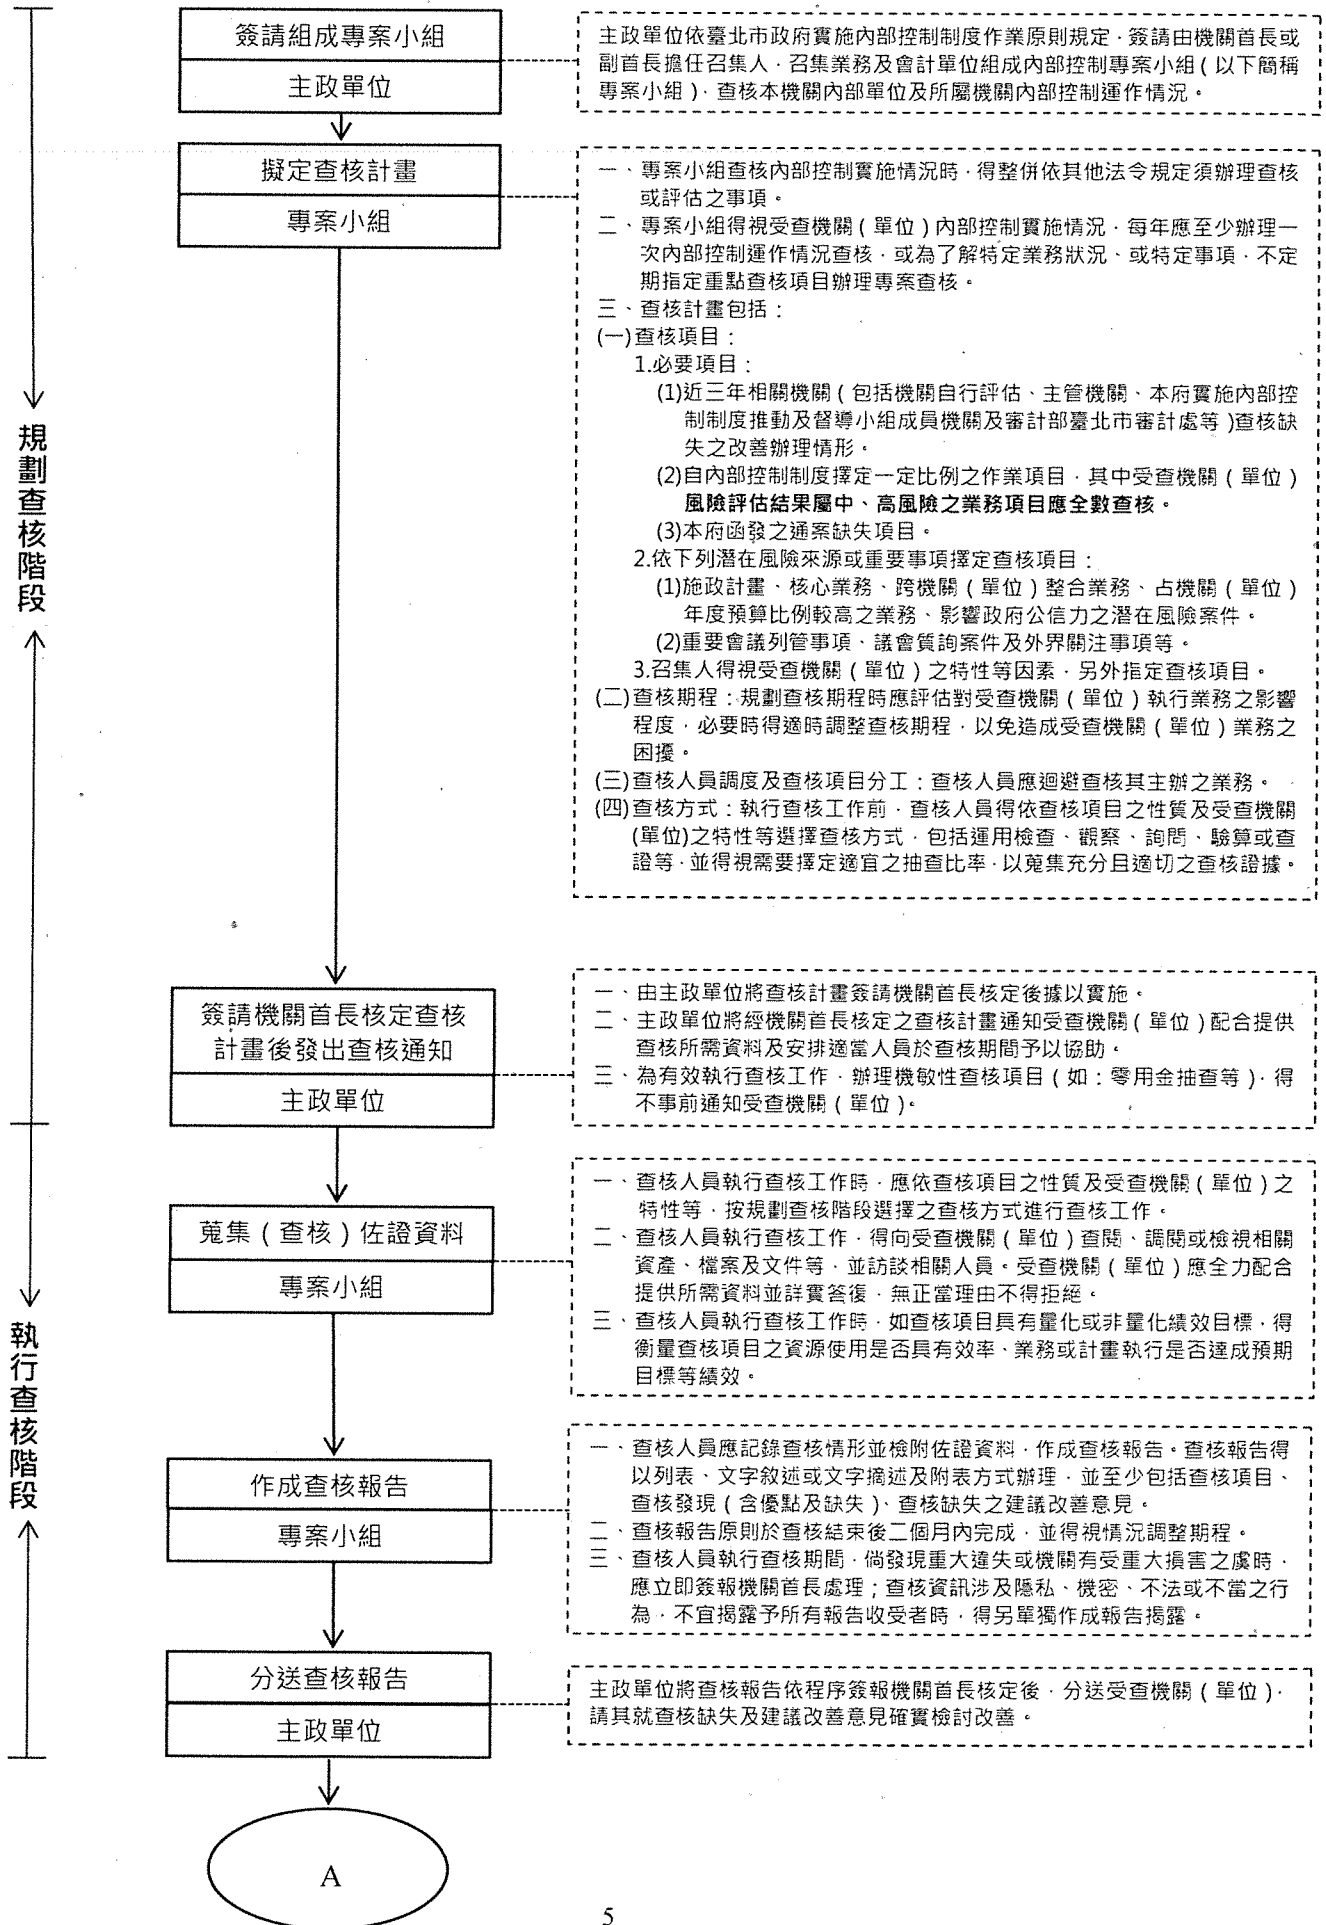 簽請組成專案小組
主政單位
主政單位依臺北市政府實施內部控制制度作業原則規定，簽請由機關首長或
副首長擔任召集人，召集業務及會計單位組成內部控制專案小組（以下簡稱
專案小組），查核本機關內部單位及所屬機關內部控制運作情況。
擬定查核計畫
專案小組
一、專案小組查核內部控制實施情況時，得整併依其他法令規定須辦理查核
或評估之事項。
二、專案小組得視受查機關（單位）內部控制實施情況，每年應至少辦理一
次內部控制運作情況查核，或為了解特定業務狀況、或特定事項，不定
期指定重點查核項目辦理專案查核。
三、查核計畫包括：
(一)查核項目：
1.必要項目：
(1)近三年相關機關（包括機關自行評估、主管機關、本府實施內部控
制制度推動及督導小組成員機關及審計部臺北市審計處等）查核缺
失之改善辦理情形。
(2)自內部控制制度擇定一定比例之作業項目，其中受查機關（單位）
風險評估結果屬中、高風險之業務項目應全數查核。
(3)本府函發之通案缺失項目。
2.依下列潛在風險來源或重要事項擇定查核項目：
(1)施政計畫、核心業務、跨機關（單位）整合業務、占機關（單位）
年度預算比例較高之業務、影響政府公信力之潛在風險案件。
(2)重要會議列管事項、議會質詢案件及外界關注事項等。
3.召集人得視受查機關（單位）之特性等因素，另外指定查核項目。
(二)查核期程：規劃查核期程時應評估對受查機關（單位）執行業務之影響
程度，必要時得適時調整查核期程，以免造成受查機關（單位）業務之
困擾。
(三)查核人員調度及查核項目分工：查核人員應迴避查核其主辦之業務。
(四)查核方式：執行查核工作前，查核人員得依查核項目之性質及受查機關
(單位)之特性等選擇查核方式，包括運用檢查、觀察、詢問、驗算或查
證等，並得視需要擇定適宜之抽查比率，以蒐集充分且適切之查核證據。
規劃查核階段
簽請機關首長核定查核
計畫後發出查核通知
主政單位
一、由主政單位將查核計畫簽請機關首長核定後據以實施。
二、主政單位將經機關首長核定之查核計畫通知受查機關（單位）配合提供
查核所需資料及安排適當人員於查核期間予以協助。
三、為有效執行查核工作，辦理機敏性查核項目（如：零用金抽查等），得
不事前通知受查機關（單位）。
蒐集（查核）佐證資料
專案小組
一、查核人員執行查核工作時，應依查核項目之性質及受查機關（單位）之
特性等，按規劃查核階段選擇之查核方式進行查核工作。
二、查核人員執行查核工作，得向受查機關（單位）查閱、調閱或檢視相關
資產、檔案及文件等，並訪談相關人員。受查機關（單位）應全力配合
提供所需資料並詳實答復，無正當理由不得拒絕。
三、查核人員執行查核工作時，如查核項目具有量化或非量化績效目標，得
衡量查核項目之資源使用是否具有效率、業務或計畫執行是否達成預期
目標等績效。
執行查核階段
作成查核報告
專案小組
一、查核人員應記錄查核情形並檢附佐證資料，作成查核報告。查核報告得
以列表、文字敘述或文字摘述及附表方式辦理，並至少包括查核項目、
查核發現（含優點及缺失）、查核缺失之建議改善意見。
二、查核報告原則於查核結束後二個月內完成，並得視情況調整期程。
三、查核人員執行查核期間，倘發現重大違失或機關有受重大損害之虞時，
應立即簽報機關首長處理；查核資訊涉及隱私、機密、不法或不當之行
為，不宜揭露予所有報告收受者時，得另單獨作成報告揭露。
分送查核報告
主政單位
主政單位將查核報告依程序簽報機關首長核定後，分送受查機關（單位），
請其就查核缺失及建議改善意見確實檢討改善。
A
5